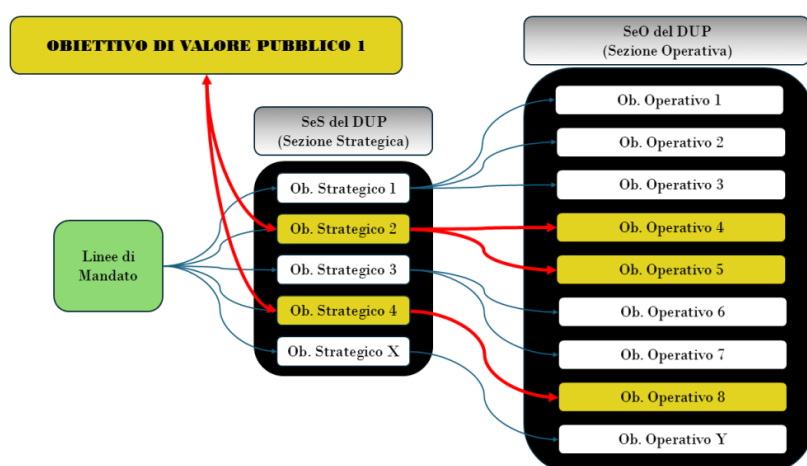 OBIETTIVO DI VALORE PUBBLICO 1
SeO del DUP
(Sezione Operativa)
SeS del DUP
(Sezione Strategica)
Linee di
Mandato
Ob. Strategico 1
Ob. Strategico 2
Ob. Strategico 3
Ob. Strategico 4
Ob. Strategico X
Ob. Operativo 1
Ob. Operativo 2
Ob. Operativo 3
Ob. Operativo 4
Ob. Operativo 5
Ob. Operativo 6
Ob. Operativo 7
Ob. Operativo 8
Ob. Operativo Y